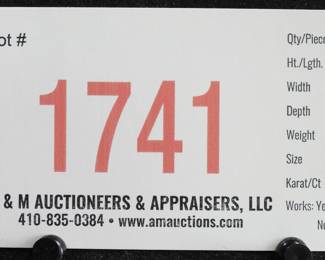 ot #
1741
& M AUCTIONEERS & APPRAISERS, LLC
410-835-0384 • www.amauctions.com
Qty/Piece
Ht./Lgth.
Width
Depth
Weight
Size
Karat/Ct
Works: Ye
No